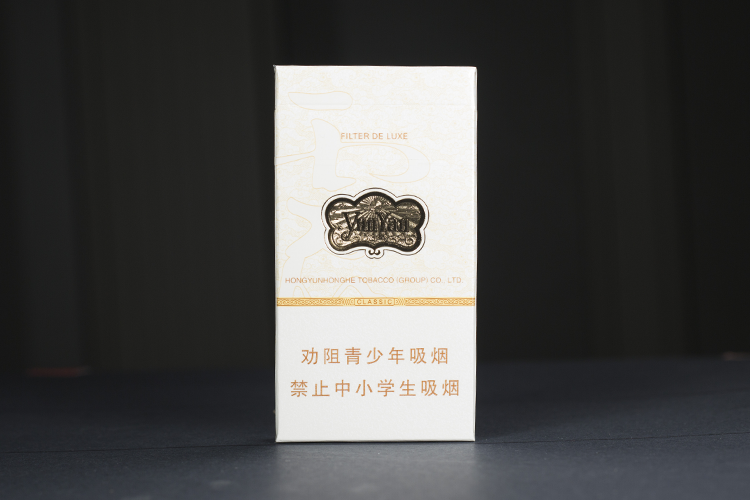 FILTER DE LUXE
YunYan
HONGYUNHONGHE TOBACCO (GROUP) CO., LTD.
CLASSIC
劝阻青少年吸烟
禁止中小学生吸烟